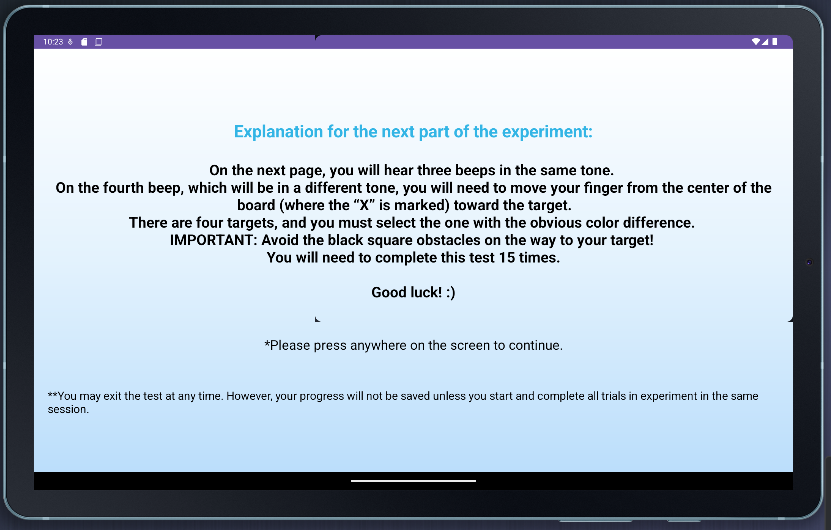 10:23
Explanation for the next part of the experiment:
On the next page, you will hear three beeps in the same tone.
On the fourth beep, which will be in a different tone, you will need to move your finger from the center of the
board (where the “X” is marked) toward the target.
There are four targets, and you must select the one with the obvious color difference.
IMPORTANT: Avoid the black square obstacles on the way to your target!
You will need to complete this test 15 times.
Good luck! :)
*Please press anywhere on the screen to continue.
**You may exit the test at any time. However, your progress will not be saved unless you start and complete all trials in experiment in the same
session.